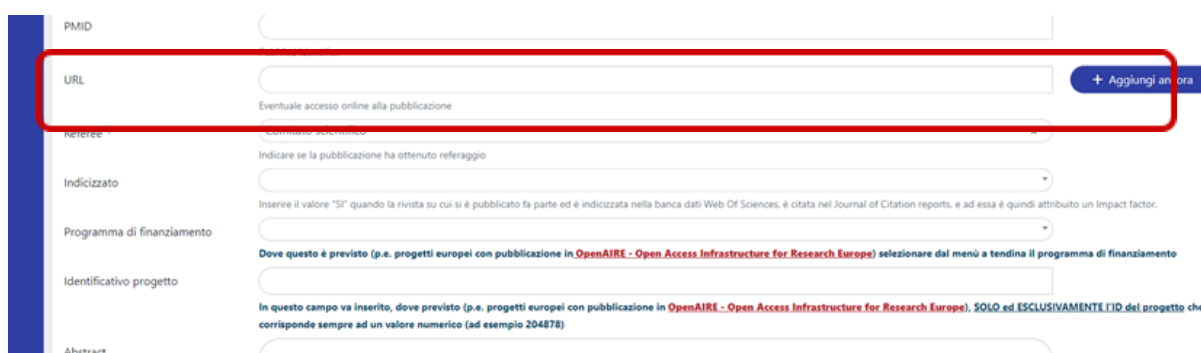 PMID
URL
+ Aggiungi ancora
Eventuale accesso online alla pubblicazione
Referee *
Comitato scientifico
Indicare se la pubblicazione ha ottenuto referaggio
Indicizzato
Inserire il valore "SI" quando la rivista su cui si è pubblicato fa parte ed è indicizzata nella banca dati Web Of Sciences, è citata nel Journal of Citation reports, e ad essa è quindi attribuito un Impact factor.
Programma di finanziamento
Dove questo è previsto (p.e. progetti europei con pubblicazione in OpenAIRE - Open Access Infrastructure for Research Europe) selezionare dal menù a tendina il programma di finanziamento
Identificativo progetto
In questo campo va inserito, dove previsto (p.e. progetti europei con pubblicazione in OpenAIRE - Open Access Infrastructure for Research Europe), SOLO ed ESCLUSIVAMENTE l'ID del progetto che
corrisponde sempre ad un valore numerico (ad esempio 204878)
Abstract